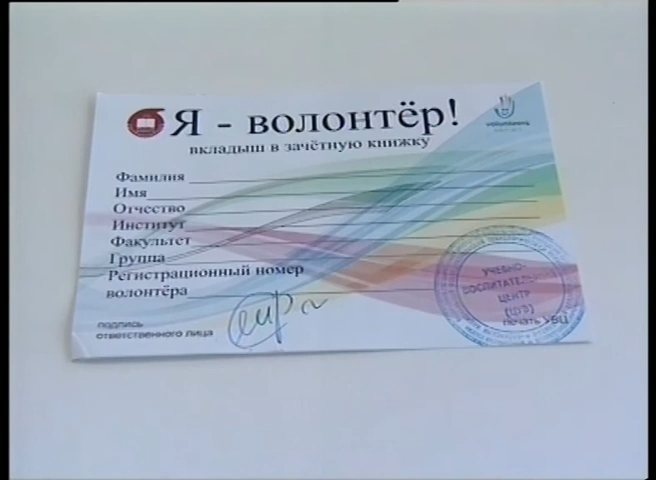 Я - волонтёр!
вкладыш в зачётную книжку
volunteers
Фамилия
Имя
Отчество
Институт
Факультет
Группа
Регистрационный номер
волонтёра
подпись
ответственного лица
УЧЕБНО-
ВОСПИТАТЕЛЬНЫЙ
ЦЕНТР
печать УВЦ